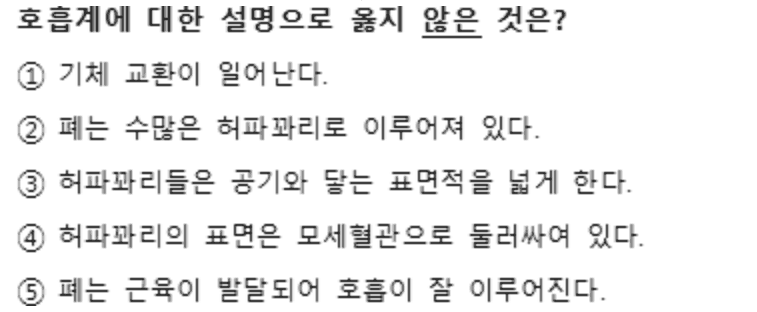 호흡계에 대한 설명으로 옳지 않은 것은?
① 기체 교환이 일어난다.
② 폐는 수많은 허파꽈리로 이루어져 있다.
③ 허파꽈리들은 공기와 닿는 표면적을 넓게 한다.
④ 허파꽈리의 표면은 모세혈관으로 둘러싸여 있다.
⑤ 폐는 근육이 발달되어 호흡이 잘 이루어진다.